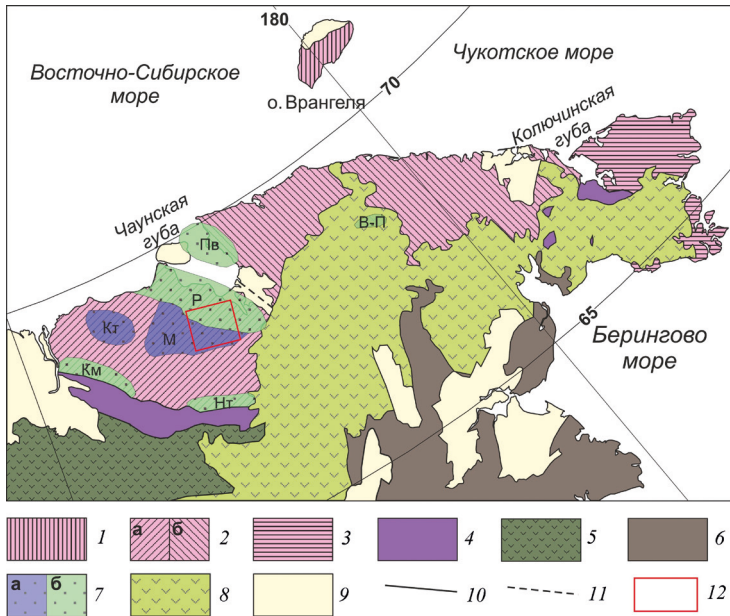 180
Чукотское море
Восточно-Сибирское
море
70
о. Врангеля
Колючинская
губа
Чаунская
губа
Пв
В-П
Р
65
Кт
М
Берингово
море
Км
Нт
1
а б 2
3
4
5
6
а б 7
8
9
10
11
12